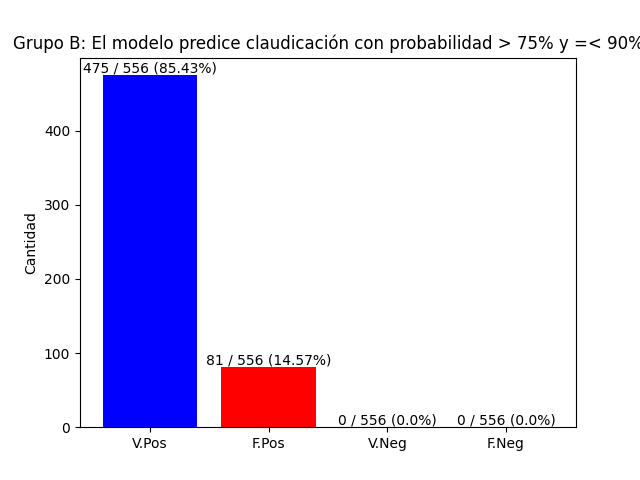 Grupo B: El modelo predice claudicación con probabilidad > 75% y =< 90%
475 / 556 (85.43%)
400
300
Cantidad
200
81 / 556 (14.57%)
100
0 / 556 (0.0%) 0 / 556 (0.0%)
0
V.Pos F.Pos V.Neg F.Neg